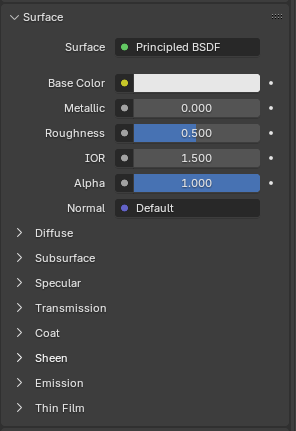 Surface
Surface Principled BSDF
Base Color
Metallic 0.000
Roughness 0.500
IOR 1.500
Alpha 1.000
Normal Default
Diffuse
Subsurface
Specular
Transmission
Coat
Sheen
Emission
Thin Film